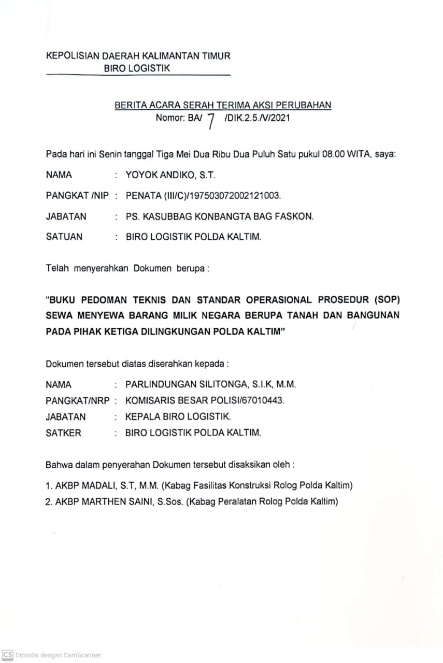 KEPOLISIAN DAERAH KALIMANTAN TIMUR
BIRO LOGISTIK
BERITA ACARA SERAH TERIMA AKSI PERUBAHAN
Nomor: BA/ 7 /DIK.2.5./V/2021
Pada hari ini Senin tanggal Tiga Mei Dua Ribu Dua Puluh Satu pukul 08.00 WITA, saya:
NAMA : YOYOK ANDIKO, S.T.
PANGKAT /NIP : PENATA (III/C)/197503072002121003.
JABATAN : PS. KASUBBAG KONBANGTA BAG FASKON.
SATUAN : BIRO LOGISTIK POLDA KALTIM.
Telah menyerahkan Dokumen berupa :
"BUKU PEDOMAN TEKNIS DAN STANDAR OPERASIONAL PROSEDUR (SOP)
SEWA MENYEWA BARANG MILIK NEGARA BERUPA TANAH DAN BANGUNAN
PADA PIHAK KETIGA DILINGKUNGAN POLDA KALTIM"
Dokumen tersebut diatas diserahkan kepada :
NAMA : PARLINDUNGAN SILITONGA, S.I.K, M.M.
PANGKAT/NRP : KOMISARIS BESAR POLISI/67010443.
JABATAN : KEPALA BIRO LOGISTIK.
SATKER : BIRO LOGISTIK POLDA KALTIM.
Bahwa dalam penyerahan Dokumen tersebut disaksikan oleh :
1. AKBP MADALI, S.T, M.M. (Kabag Fasilitas Konstruksi Rolog Polda Kaltim)
2. AKBP MARTHEN SAINI, S.Sos. (Kabag Peralatan Rolog Polda Kaltim)
CS Dipindai dengan CamScanner